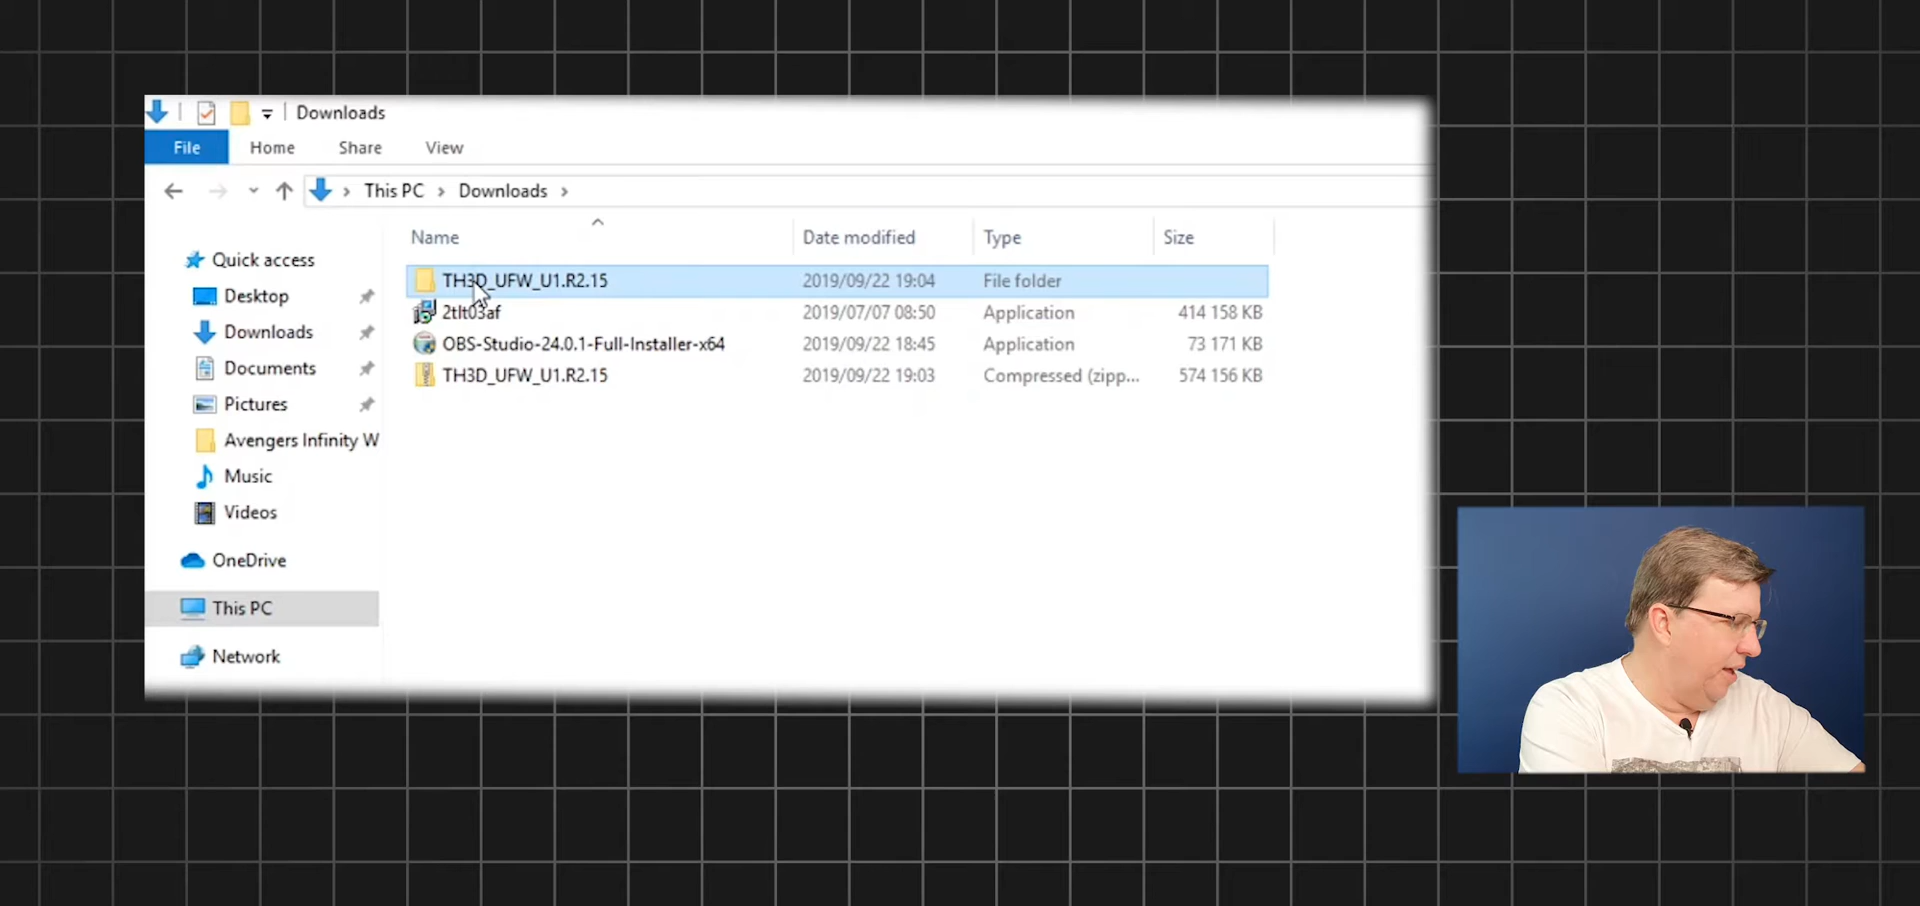 Downloads
File Home Share View
This PC Downloads
Name Date modified Type Size
Quick access
Desktop
Downloads
Documents
Pictures
Avengers Infinity W
Music
Videos
OneDrive
This PC
Network
TH3D_UFW_U1.R2.15 2019/09/22 19:04 File folder
2tlt03af 2019/07/07 08:50 Application 414 158 KB
OBS-Studio-24.0.1-Full-Installer-x64 2019/09/22 18:45 Application 73 171 KB
TH3D_UFW_U1.R2.15 2019/09/22 19:03 Compressed (zipp... 574 156 KB